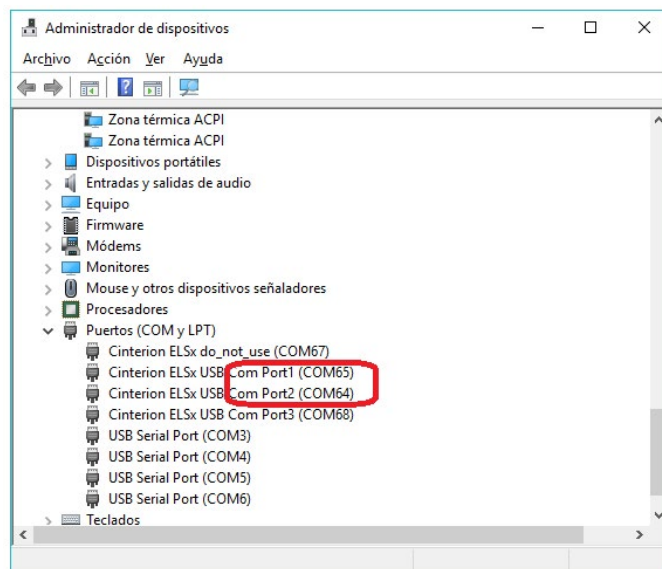 Administrador de dispositivos
Archivo Acción Ver Ayuda
Zona térmica ACPI
Zona térmica ACPI
Dispositivos portátiles
Entradas y salidas de audio
Equipo
Firmware
Módems
Monitores
Mouse y otros dispositivos señaladores
Procesadores
Puertos (COM y LPT)
Cinterion ELSx do_not_use (COM67)
Cinterion ELSx USB Com Port1 (COM65)
Cinterion ELSx USB Com Port2 (COM64)
Cinterion ELSx USB Com Port3 (COM68)
USB Serial Port (COM3)
USB Serial Port (COM4)
USB Serial Port (COM5)
USB Serial Port (COM6)
Teclados